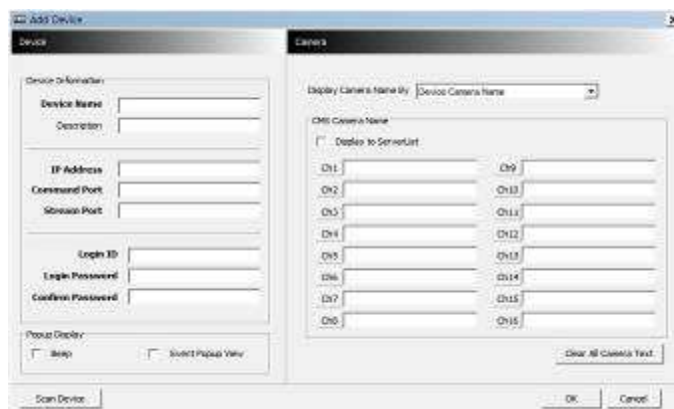 Add Device
Device
Camera
Device Information
Device Name
Description
IP Address
Command Port
Stream Port
Login ID
Login Password
Confirm Password
Popup Display
Beep
Event Popup View
Display Camera Name By
Device Camera Name
CMS Camera Name
Display to ServerList
Ch1
Ch9
Ch2
Ch10
Ch3
Ch11
Ch4
Ch12
Ch5
Ch13
Ch6
Ch14
Ch7
Ch15
Ch8
Ch16
Clear All Camera Text
Scan Device
OK
Cancel